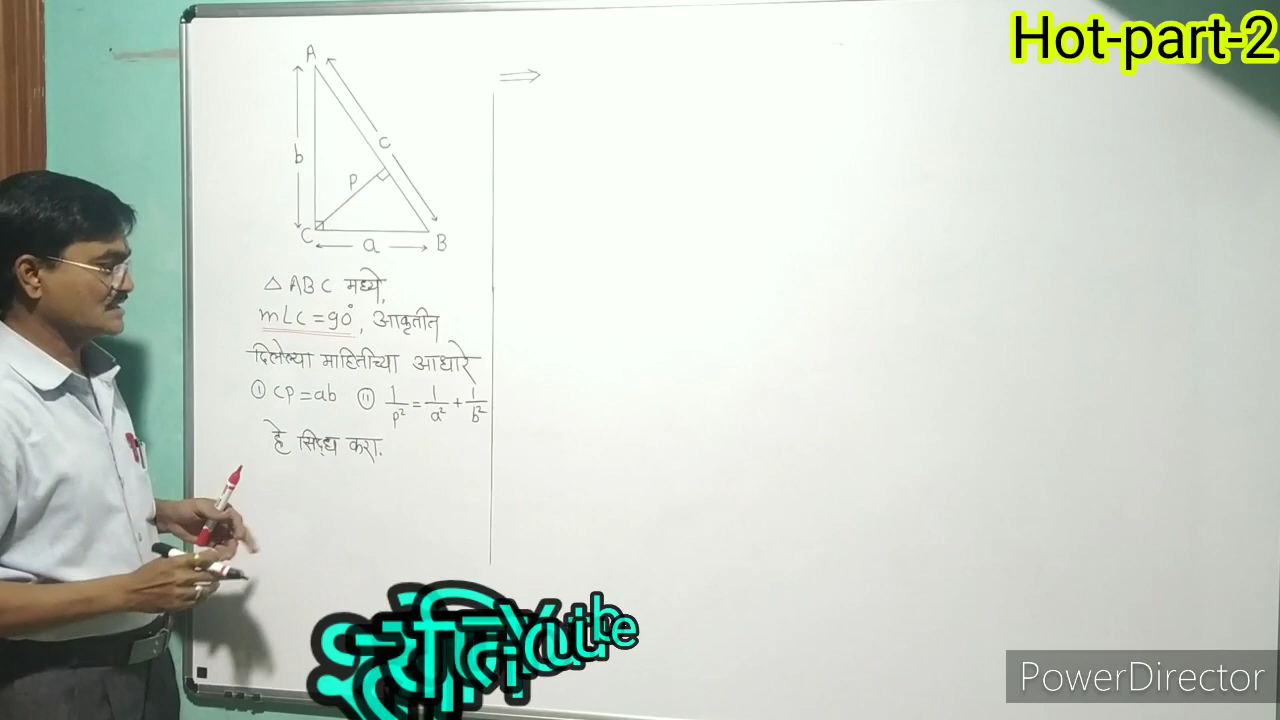 Hot-part-2
A
b
c
P
C
a
B
△ABC मध्ये,
m∠C = 90°, आकृतीत
दिलेल्या माहितीच्या आधारे
(i) cp = ab (ii) 1/p² = 1/a² + 1/b²
हे सिद्ध करा.
PowerDirector